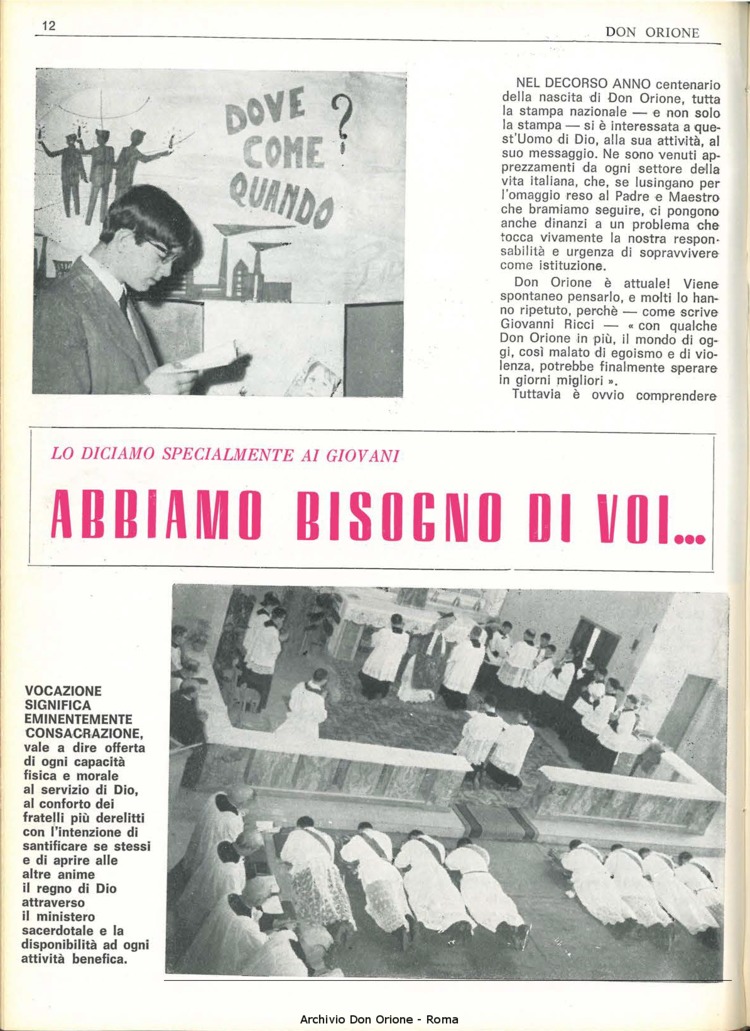 12
DON ORIONE
DOVE
COME ?
QUANDO
NEL DECORSO ANNO centenario
della nascita di Don Orione, tutta
la stampa nazionale — e non solo
la stampa — si è interessata a que-
st'Uomo di Dio, alla sua attività, al
suo messaggio. Ne sono venuti ap-
prezzamenti da ogni settore della
vita italiana, che, se lusingano per
l'omaggio reso al Padre e Maestro
che bramiamo seguire, ci pongono
anche dinanzi a un problema che
tocca vivamente la nostra respon-
sabilità e urgenza di sopravvivere
come istituzione.
Don Orione è attuale! Viene
spontaneo pensarlo, e molti lo han-
no ripetuto, perchè — come scrive
Giovanni Ricci — « con qualche
Don Orione in più, il mondo di og-
gi, così malato di egoismo e di vio-
lenza, potrebbe finalmente sperare
in giorni migliori ».
Tuttavia è ovvio comprendere
LO DICIAMO SPECIALMENTE AI GIOVANI
ABBIAMO BISOGNO DI VOI...
VOCAZIONE
SIGNIFICA
EMINENTEMENTE
CONSACRAZIONE,
vale a dire offerta
di ogni capacità
fisica e morale
al servizio di Dio,
al conforto dei
fratelli più derelitti
con l'intenzione di
santificare se stessi
e di aprire alle
altre anime
il regno di Dio
attraverso
il ministero
sacerdotale e la
disponibilità ad ogni
attività benefica.
Archivio Don Orione - Roma